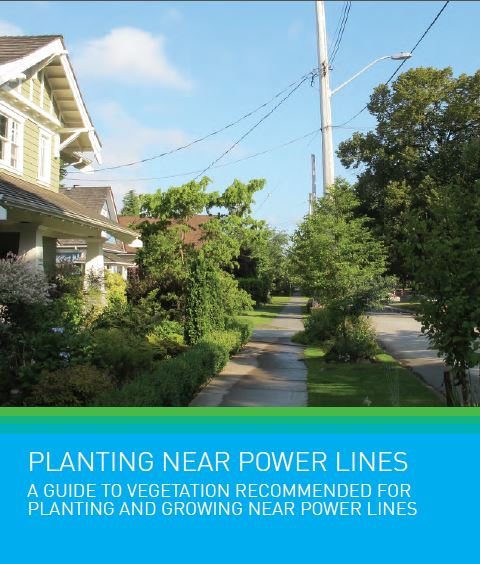 PLANTING NEAR POWER LINES
A GUIDE TO VEGETATION RECOMMENDED FOR
PLANTING AND GROWING NEAR POWER LINES